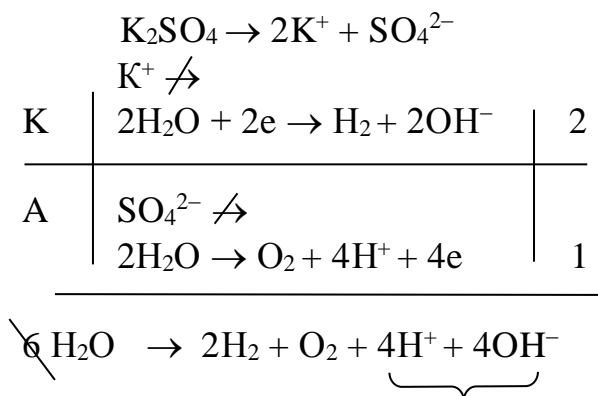 K₂SO₄ → 2K⁺ + SO₄²⁻
К⁺ ↛
K 2H₂O + 2e → H₂ + 2OH⁻ 2
A SO₄²⁻ ↛
2H₂O → O₂ + 4H⁺ + 4e 1
6 H₂O → 2H₂ + O₂ + 4H⁺ + 4OH⁻